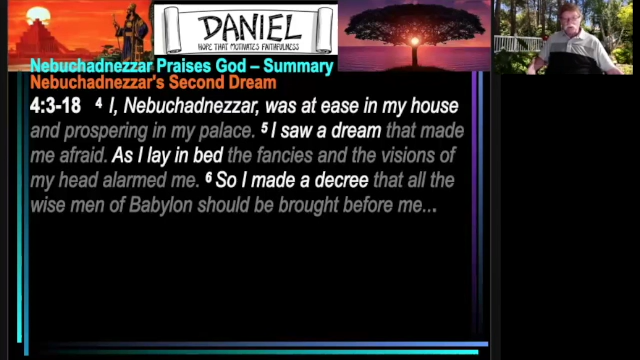 DANIEL
HOPE THAT MOTIVATES FAITHFULNESS
Nebuchadnezzar Praises God – Summary
Nebuchadnezzar's Second Dream
4:3-18 4 I, Nebuchadnezzar, was at ease in my house
and prospering in my palace. 5 I saw a dream that made
me afraid. As I lay in bed the fancies and the visions of
my head alarmed me. 6 So I made a decree that all the
wise men of Babylon should be brought before me...